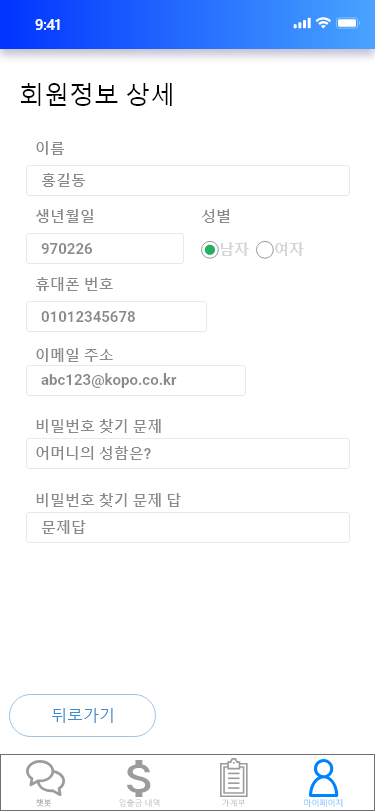 9:41
회원정보 상세
이름
홍길동
생년월일 성별
970226 남자 여자
휴대폰 번호
01012345678
이메일 주소
abc123@kopo.co.kr
비밀번호 찾기 문제
어머니의 성함은?
비밀번호 찾기 문제 답
문제답
뒤로가기
챗봇 입출금 내역 가계부 마이페이지